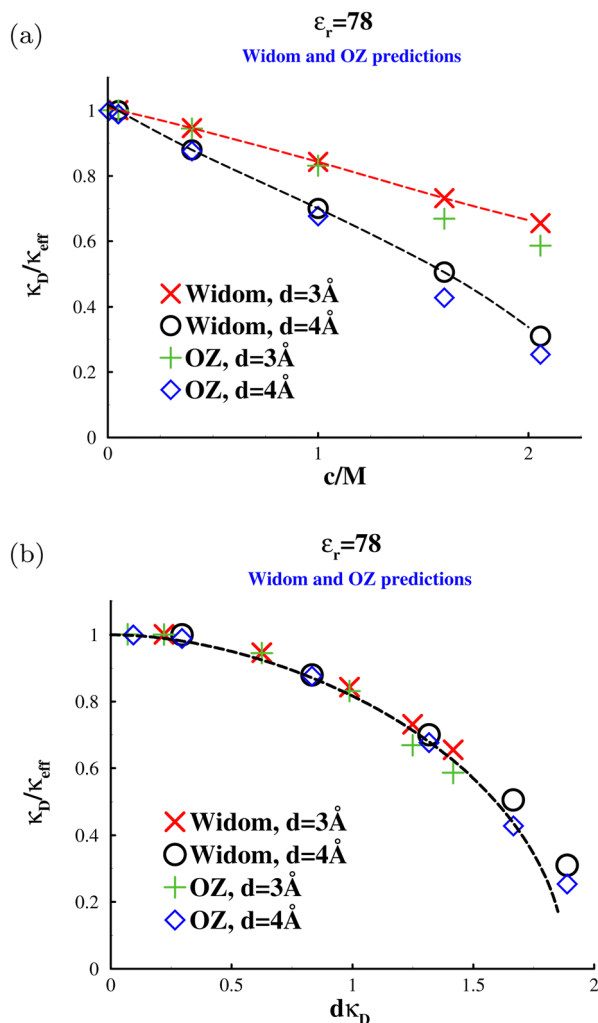 (a)
εr=78
Widom and OZ predictions
κD/κeff
1
0.8
0.6
0.4
0.2
0
Widom, d=3Å
Widom, d=4Å
OZ, d=3Å
OZ, d=4Å
0 1 2
c/M
(b)
εr=78
Widom and OZ predictions
κD/κeff
1
0.8
0.6
0.4
0.2
0
Widom, d=3Å
Widom, d=4Å
OZ, d=3Å
OZ, d=4Å
0 0.5 1 1.5 2
dκD